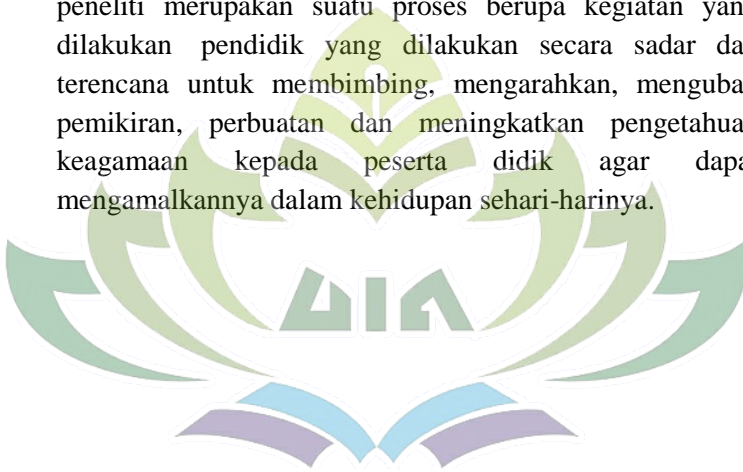 peneliti merupakan suatu proses berupa kegiatan yan
dilakukan pendidik yang dilakukan secara sadar da
terencana untuk membimbing, mengarahkan, menguba
pemikiran, perbuatan dan meningkatkan pengetahua
keagamaan kepada peserta didik agar dapa
mengamalkannya dalam kehidupan sehari-harinya.
UIN